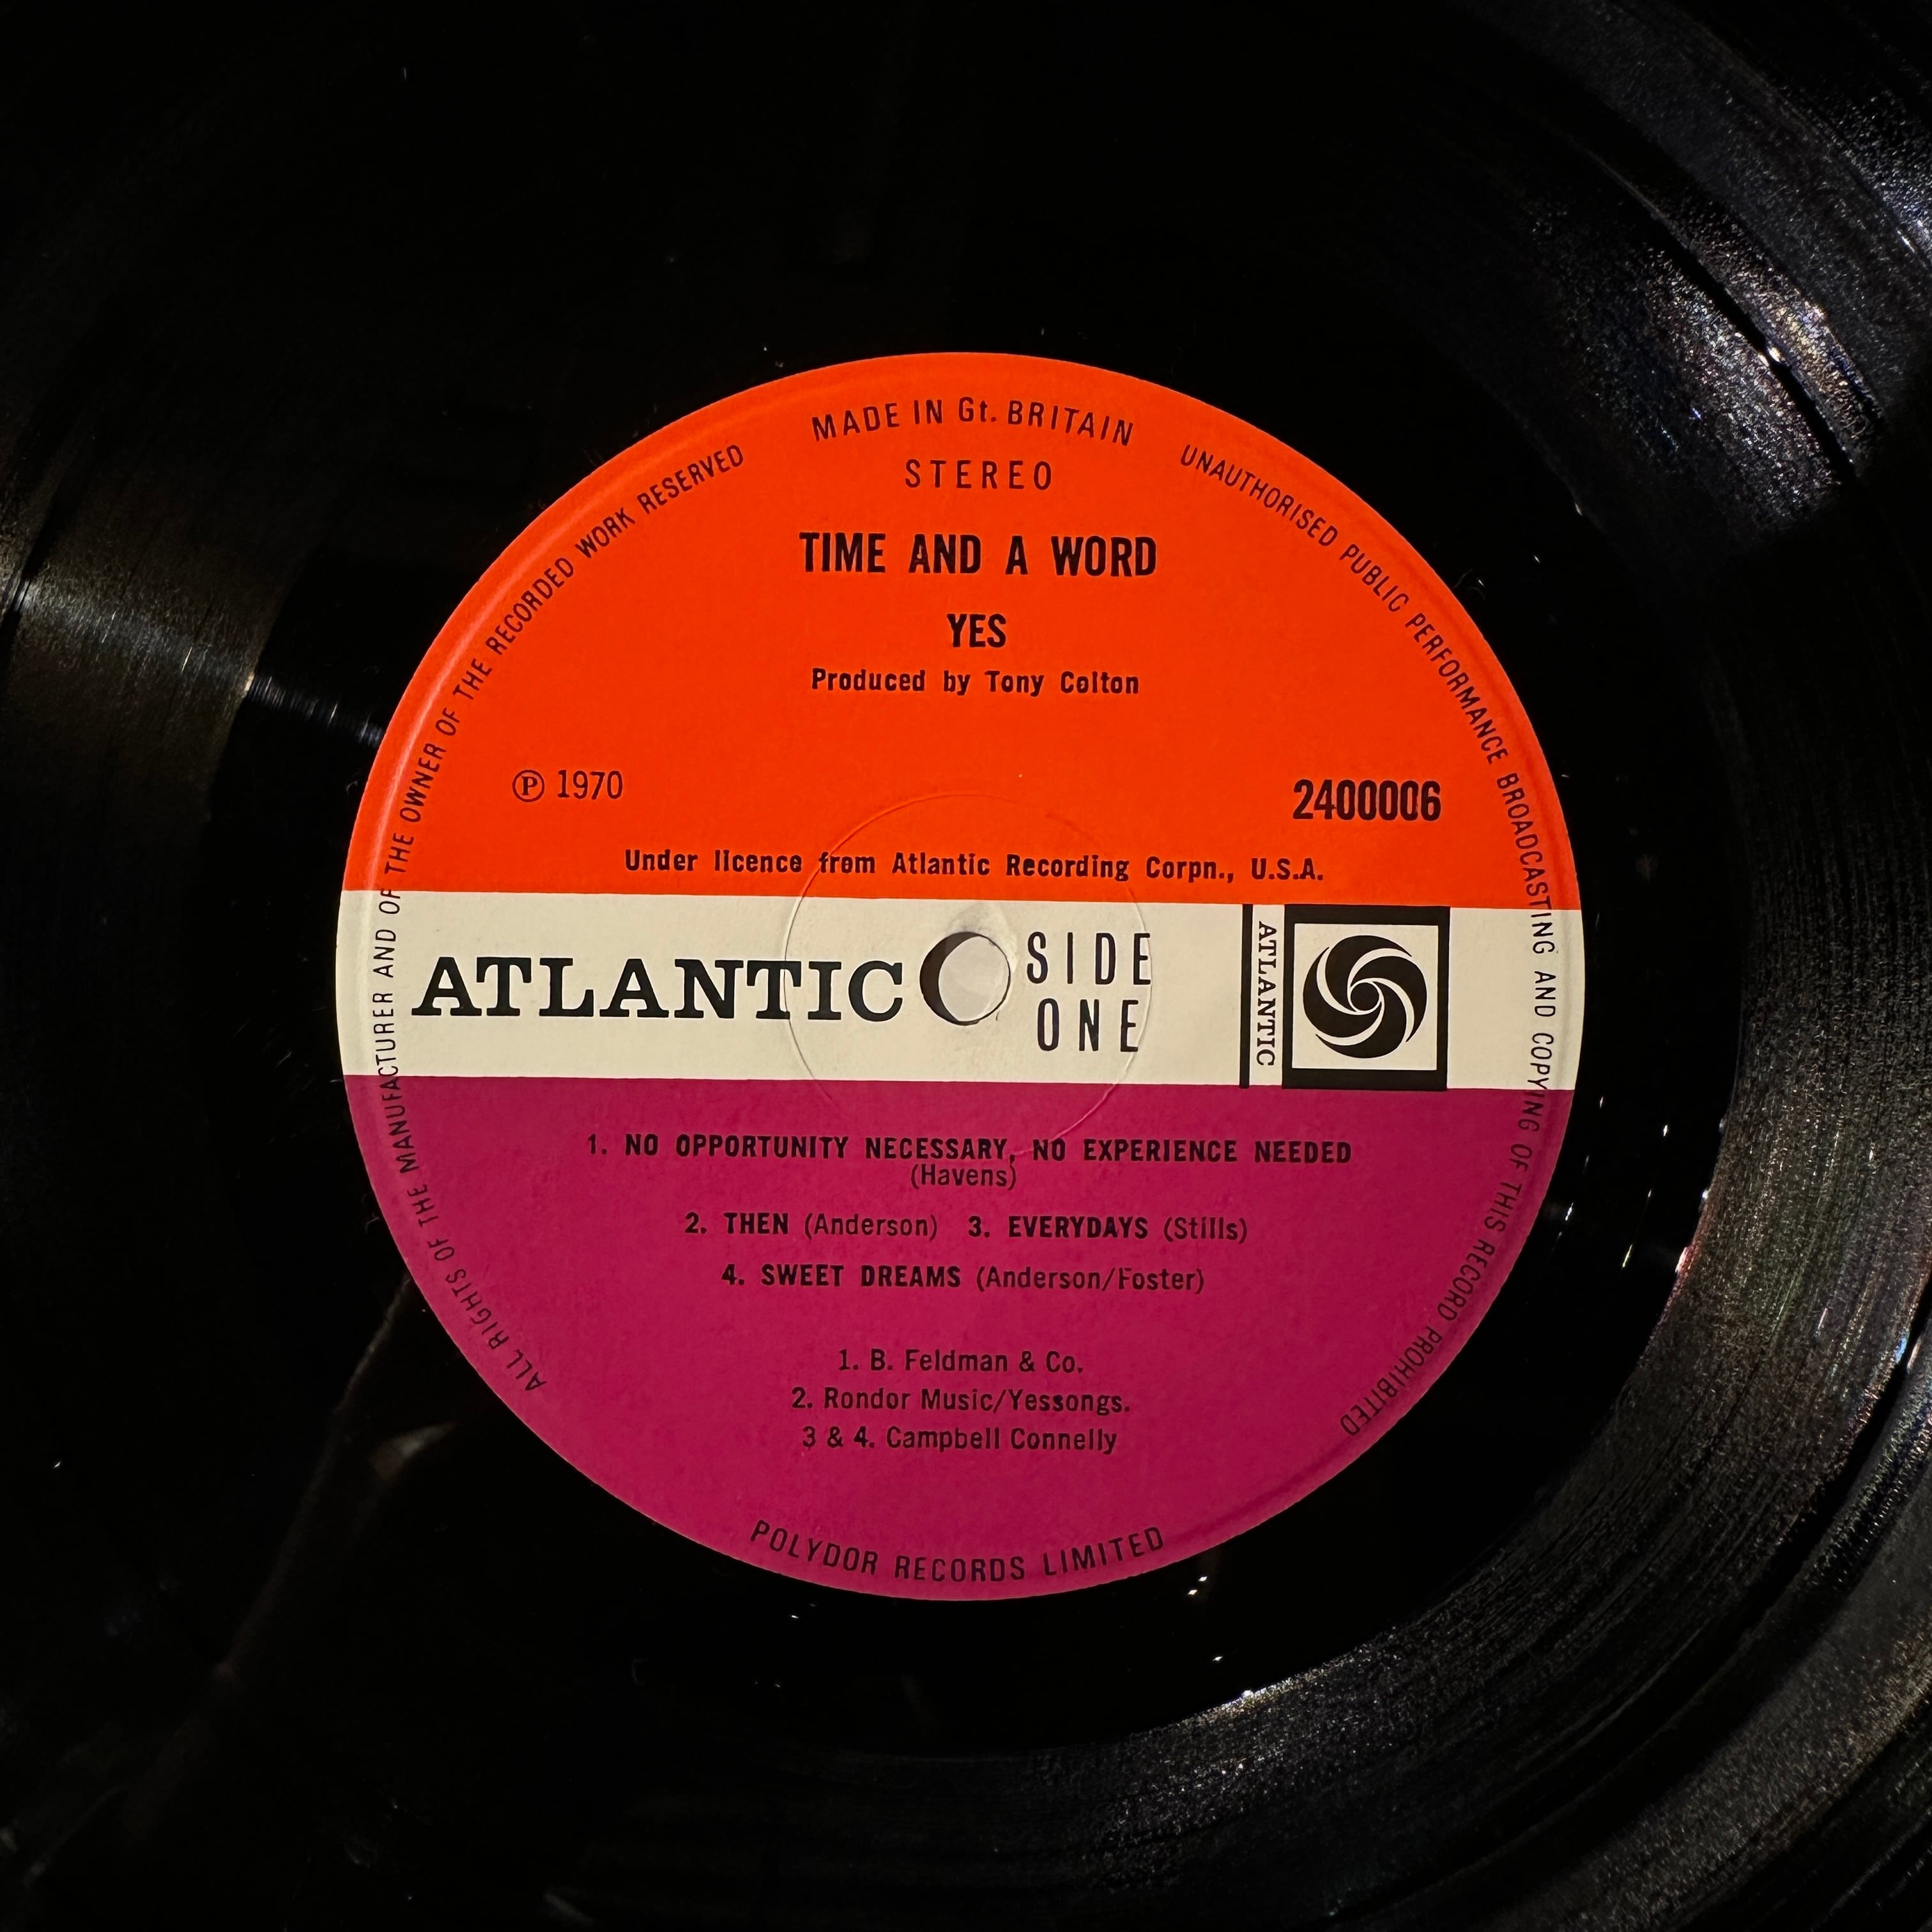 MADE IN Gt. BRITAIN
ALL RIGHTS OF THE MANUFACTURER AND OF THE OWNER OF THE RECORDED WORK RESERVED
UNAUTHORISED PUBLIC PERFORMANCE BROADCASTING AND COPYING OF THIS RECORD PROHIBITED
STEREO
TIME AND A WORD
YES
Produced by Tony Colton
℗ 1970
2400006
Under licence from Atlantic Recording Corpn., U.S.A.
ATLANTIC
SIDE
ONE
ATLANTIC
1. NO OPPORTUNITY NECESSARY, NO EXPERIENCE NEEDED
(Havens)
2. THEN (Anderson) 3. EVERYDAYS (Stills)
4. SWEET DREAMS (Anderson/Foster)
1. B. Feldman & Co.
2. Rondor Music/Yessongs.
3 & 4. Campbell Connelly
POLYDOR RECORDS LIMITED